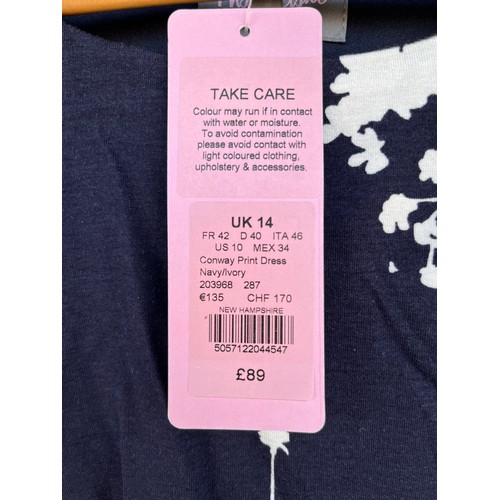 TAKE CARE
Colour may run if in contact
with water or moisture.
To avoid contamination
please avoid contact with
light coloured clothing,
upholstery & accessories.
UK 14
FR 42 D 40 ITA 46
US 10 MEX 34
Conway Print Dress
Navy/Ivory
203968 287
€135 CHF 170
NEW HAMPSHIRE
5057122044547
£89